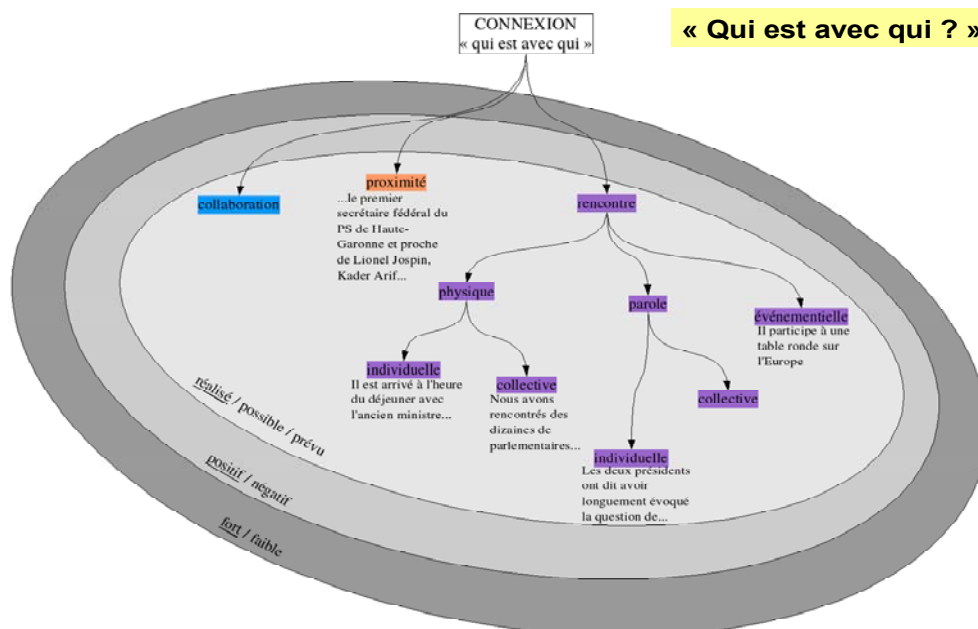 CONNEXION
« qui est avec qui »
« Qui est avec qui ? »
collaboration
proximité
...le premier
secrétaire fédéral du
PS de Haute-
Garonne et proche
de Lionel Jospin,
Kader Arif...
rencontre
physique
parole
événementielle
Il participe à une
table ronde sur
l'Europe
individuelle
Il est arrivé à l'heure
du déjeuner avec
l'ancien ministre...
collective
Nous avons
rencontrés des
dizaines de
parlementaires...
collective
individuelle
Les deux présidents
ont dit avoir
longuement évoqué
la question de...
réalisé / possible / prévu
positif / négatif
fort / faible